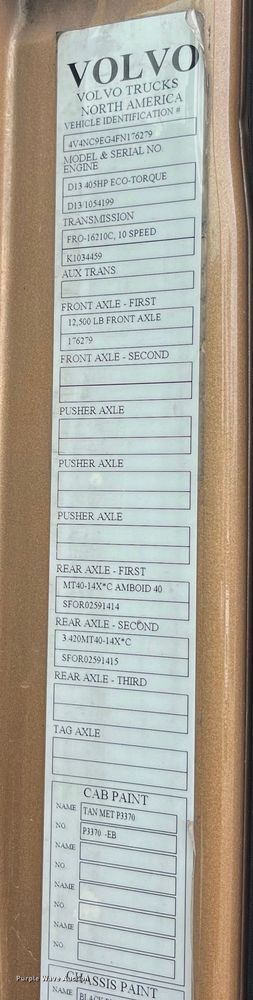 VOLVO
VOLVO TRUCKS
NORTH AMERICA
VEHICLE IDENTIFICATION #
4V4NC9EG4FN176279
MODEL & SERIAL NO.
ENGINE
D13 405HP ECO-TORQUE
D13 1054199
TRANSMISSION
FRO-16210C, 10 SPEED
K1034459
AUX TRANS
FRONT AXLE - FIRST
12,500 LB FRONT AXLE
176279
FRONT AXLE - SECOND
PUSHER AXLE
PUSHER AXLE
PUSHER AXLE
REAR AXLE - FIRST
MT40-14X*C AMBOID 40
SFOR02591414
REAR AXLE - SECOND
3.420MT40-14X*C
SFOR02591415
REAR AXLE - THIRD
TAG AXLE
CAB PAINT
NAME TAN MET P3370
NO. P3370 -EB
NAME
NO.
NAME
NO.
NAME
NO.
Purple Wave Auction
CHASSIS PAINT
NAME BLACK